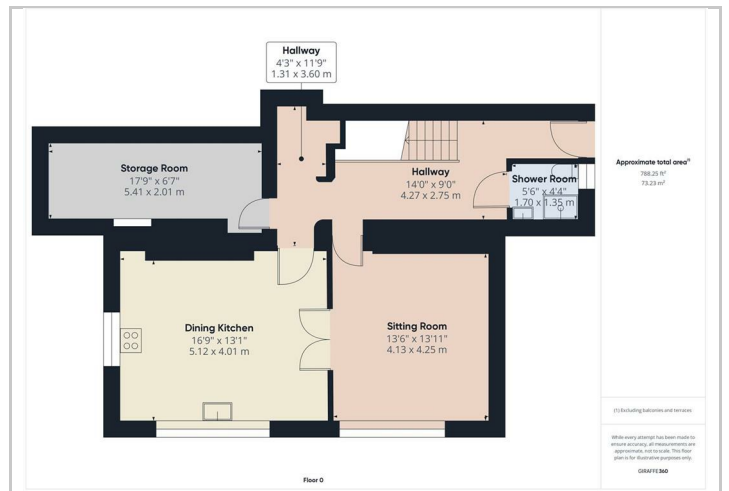 Hallway
4'3" x 11'9"
1.31 x 3.60 m
Storage Room
17'9" x 6'7"
5.41 x 2.01 m
Hallway
14'0" x 9'0"
4.27 x 2.75 m
Shower Room
5'6" x 4'4"
1.70 x 1.35 m
Dining Kitchen
16'9" x 13'1"
5.12 x 4.01 m
Sitting Room
13'6" x 13'11"
4.13 x 4.25 m
Floor 0
Approximate total area⁽¹⁾
788.25 ft²
73.23 m²
(1) Excluding balconies and terraces
While every attempt has been made to
ensure accuracy, all measurements are
approximate, not to scale. This floor
plan is for illustrative purposes only.
GIRAFFE360